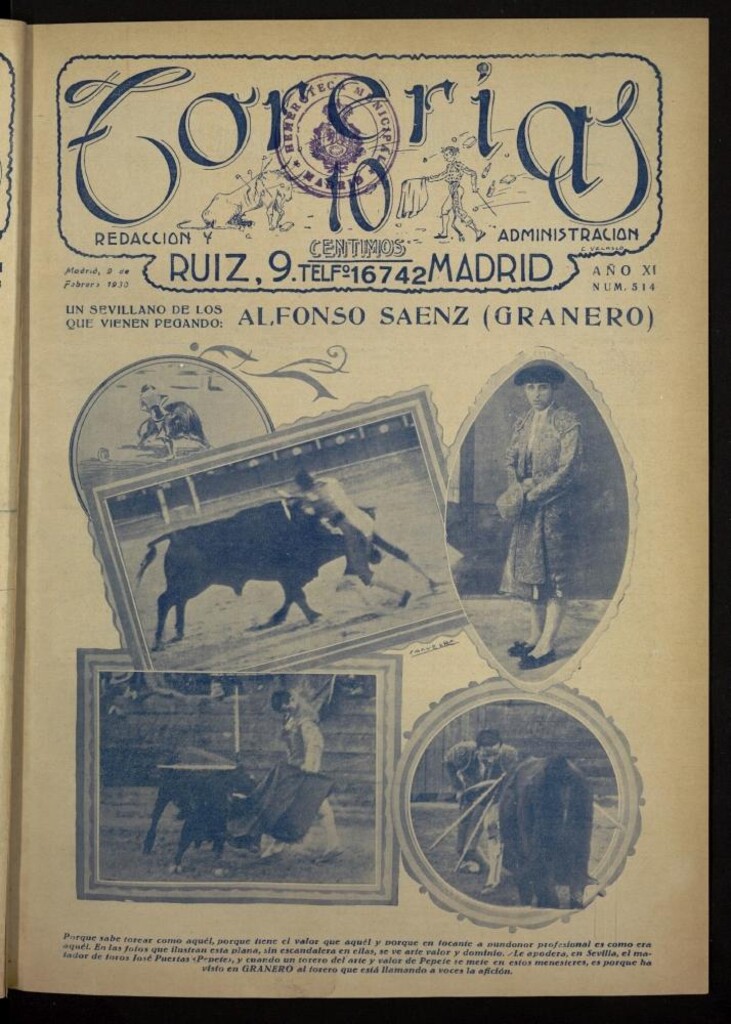 Torerias
HEMEROTECA MUNICIPAL
MADRID
10
CENTIMOS
REDACCION Y ADMINISTRACION
C. VELASCO
RUIZ, 9. TELFº 16742 MADRID
Madrid, 9 de
Febrero 1930
AÑO XI
NUM. 514
UN SEVILLANO DE LOS
QUE VIENEN PEGANDO:
ALFONSO SAENZ (GRANERO)
Porque sabe torear como aquél, porque tiene el valor que aquél y porque en tocante a pundonor profesional es como era
aquél. En las fotos que ilustran esta plana, sin escandalera en ellas, se ve arte valor y dominio. Le apodera, en Sevilla, el ma-
tador de toros José Puertas «Pepete», y cuando un torero del arte y valor de Pepete se mete en estos menesteres, es porque ha
visto en GRANERO al torero que está llamando a voces la afición.